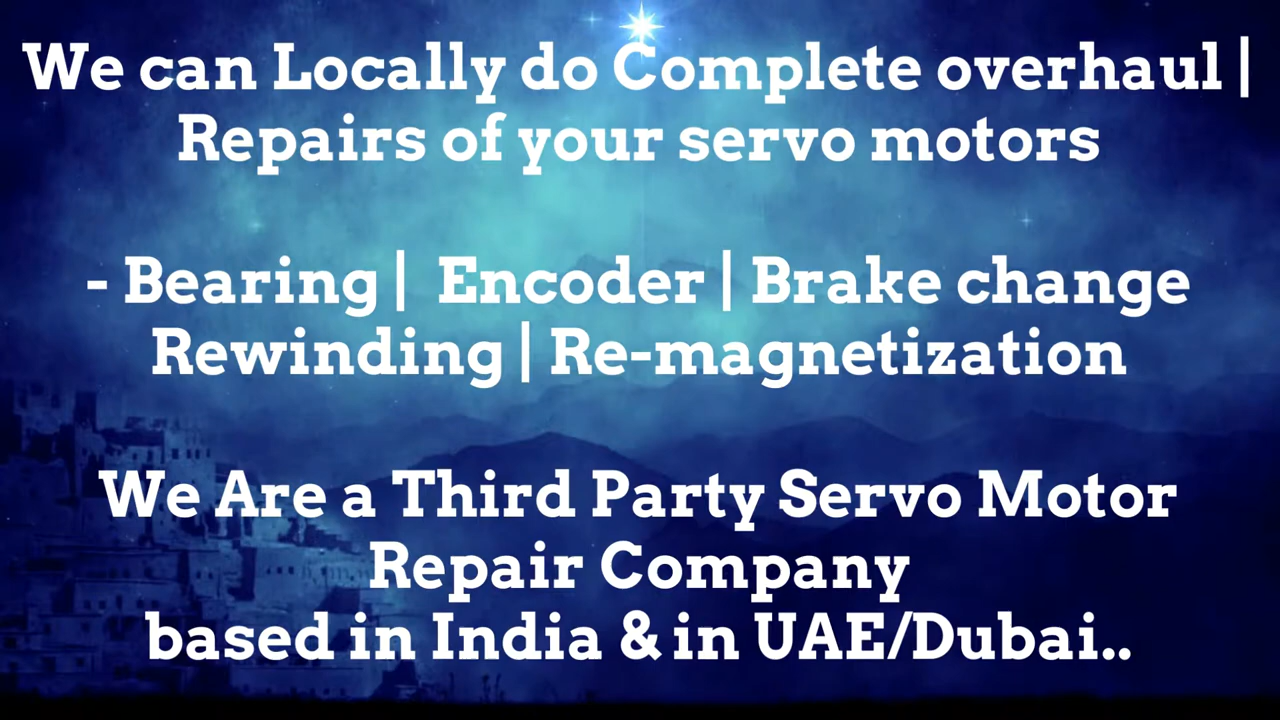 We can Locally do Complete overhaul |
Repairs of your servo motors
- Bearing | Encoder | Brake change
Rewinding | Re-magnetization
We Are a Third Party Servo Motor
Repair Company
based in India & in UAE/Dubai..